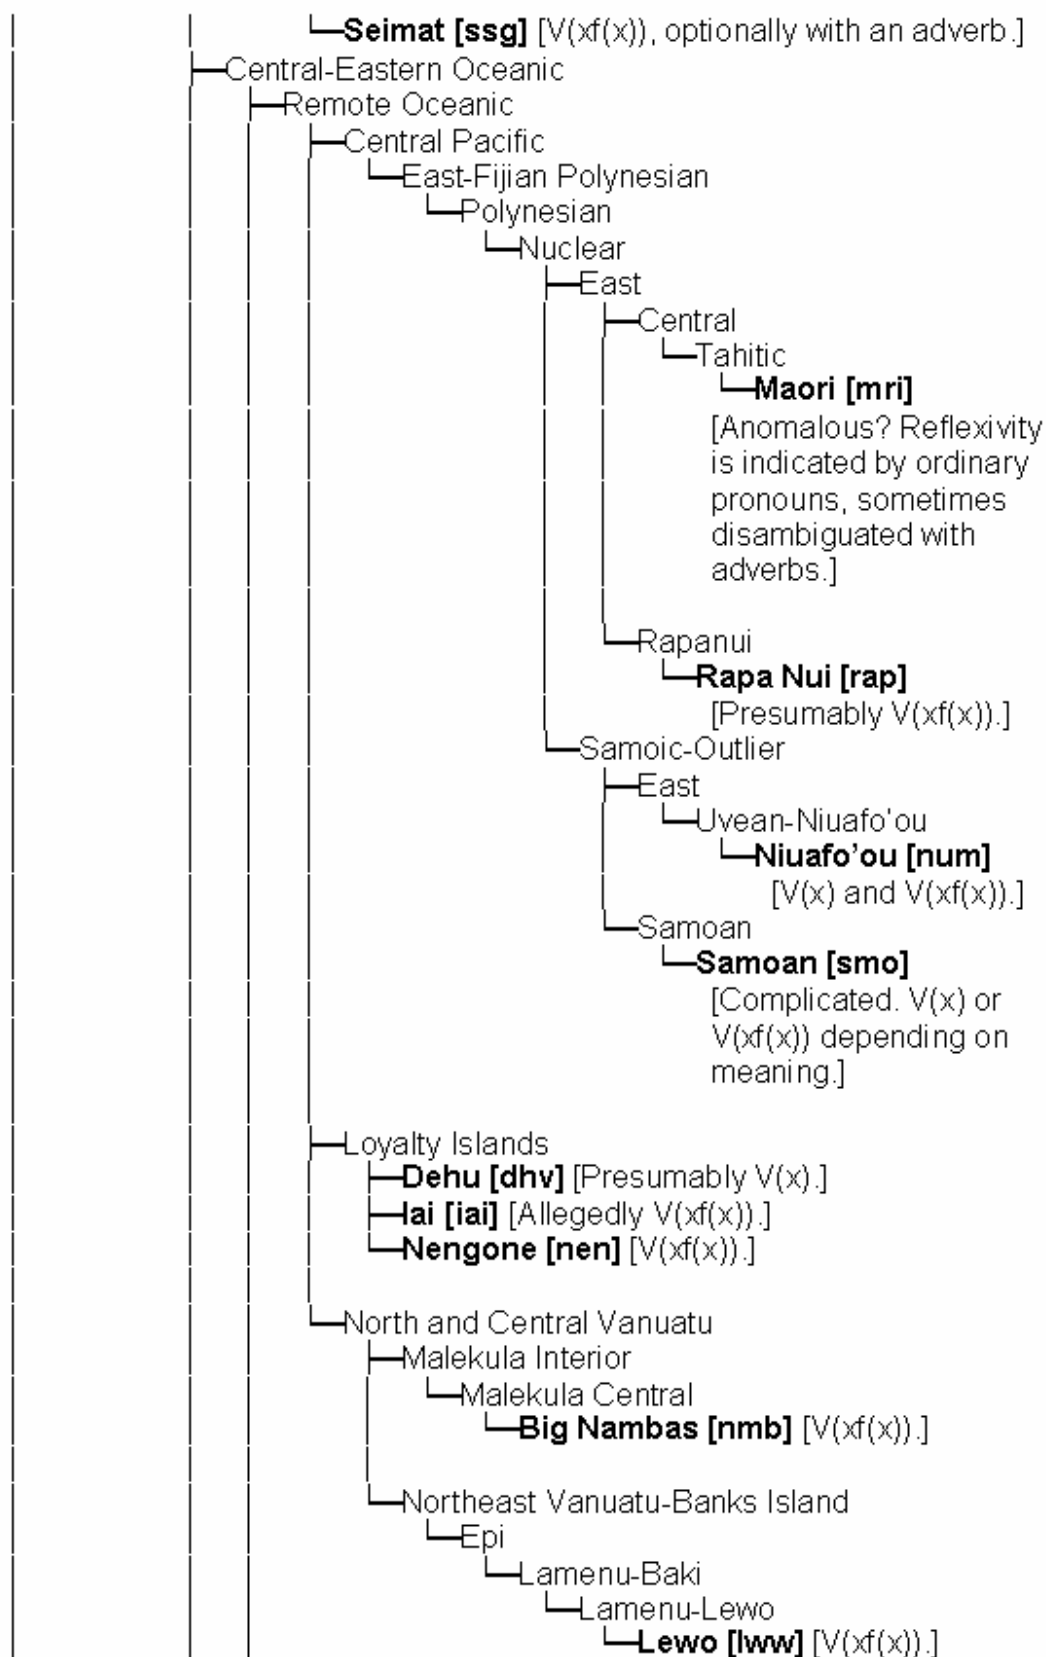 Seimat [ssg] [V(xf(x)), optionally with an adverb.]
Central-Eastern Oceanic
Remote Oceanic
Central Pacific
East-Fijian Polynesian
Polynesian
Nuclear
East
Central
Tahitic
Maori [mri]
[Anomalous? Reflexivity
is indicated by ordinary
pronouns, sometimes
disambiguated with
adverbs.]
Rapanui
Rapa Nui [rap]
[Presumably V(xf(x)).]
Samoic-Outlier
East
Uvean-Niuafo'ou
Niuafo'ou [num]
[V(x) and V(xf(x)).]
Samoan
Samoan [smo]
[Complicated. V(x) or
V(xf(x)) depending on
meaning.]
Loyalty Islands
Dehu [dhv] [Presumably V(x).]
Iai [iai] [Allegedly V(xf(x)).]
Nengone [nen] [V(xf(x)).]
North and Central Vanuatu
Malekula Interior
Malekula Central
Big Nambas [nmb] [V(xf(x)).]
Northeast Vanuatu-Banks Island
Epi
Lamenu-Baki
Lamenu-Lewo
Lewo [lww] [V(xf(x)).]